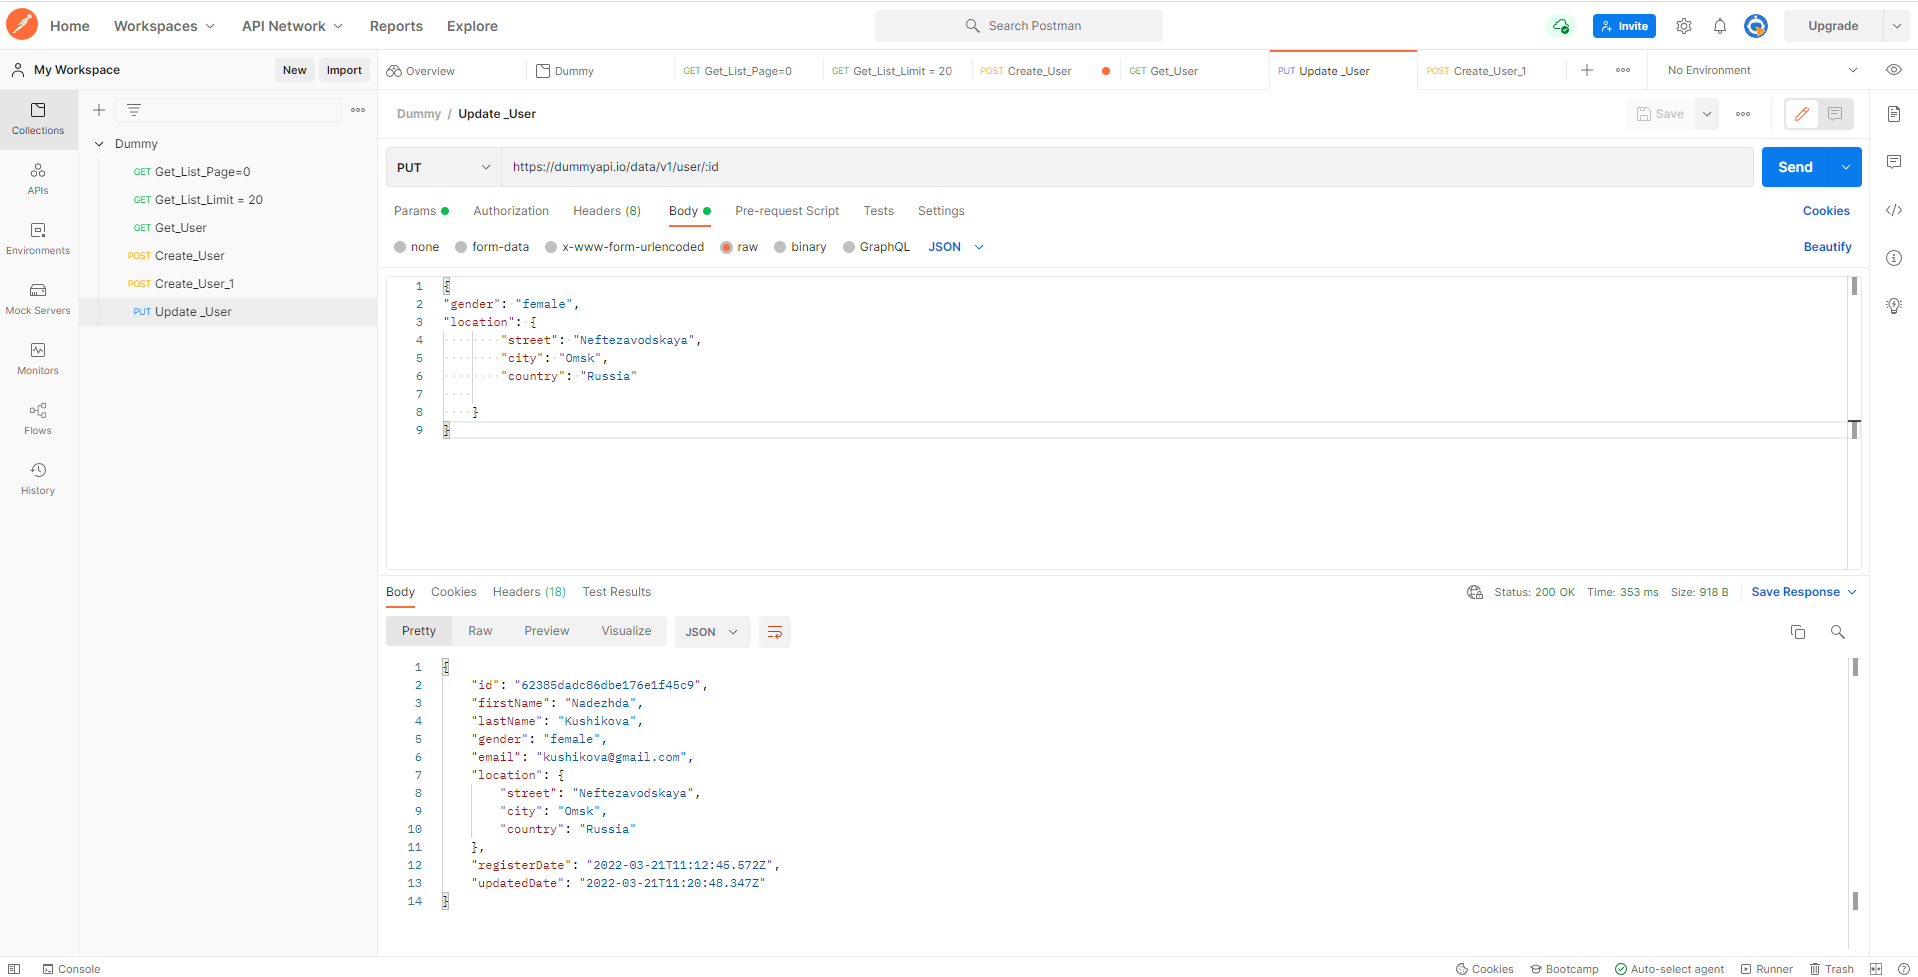 Home Workspaces API Network Reports Explore Search Postman Invite Upgrade
My Workspace New Import Overview Dummy GET Get_List_Page=0 GET Get_List_Limit = 20 POST Create_User GET Get_User PUT Update _User POST Create_User_1 No Environment
Collections
APIs
Environments
Mock Servers
Monitors
Flows
History
Dummy
GET Get_List_Page=0
GET Get_List_Limit = 20
GET Get_User
POST Create_User
POST Create_User_1
PUT Update _User
Dummy / Update _User Save
PUT https://dummyapi.io/data/v1/user/:id Send
Params Authorization Headers (8) Body Pre-request Script Tests Settings Cookies
none form-data x-www-form-urlencoded raw binary GraphQL JSON Beautify
1 {
2 "gender": "female",
3 "location": {
4 "street": "Neftezavodskaya",
5 "city": "Omsk",
6 "country": "Russia"
7
8 }
9 }
Body Cookies Headers (18) Test Results Status: 200 OK Time: 353 ms Size: 918 B Save Response
Pretty Raw Preview Visualize JSON
1 {
2 "id": "62385dadc86dbe176e1f45c9",
3 "firstName": "Nadezhda",
4 "lastName": "Kushikova",
5 "gender": "female",
6 "email": "kushikova@gmail.com",
7 "location": {
8 "street": "Neftezavodskaya",
9 "city": "Omsk",
10 "country": "Russia"
11 },
12 "registerDate": "2022-03-21T11:12:45.572Z",
13 "updatedDate": "2022-03-21T11:20:48.347Z"
14 }
Console Cookies Bootcamp Auto-select agent Runner Trash